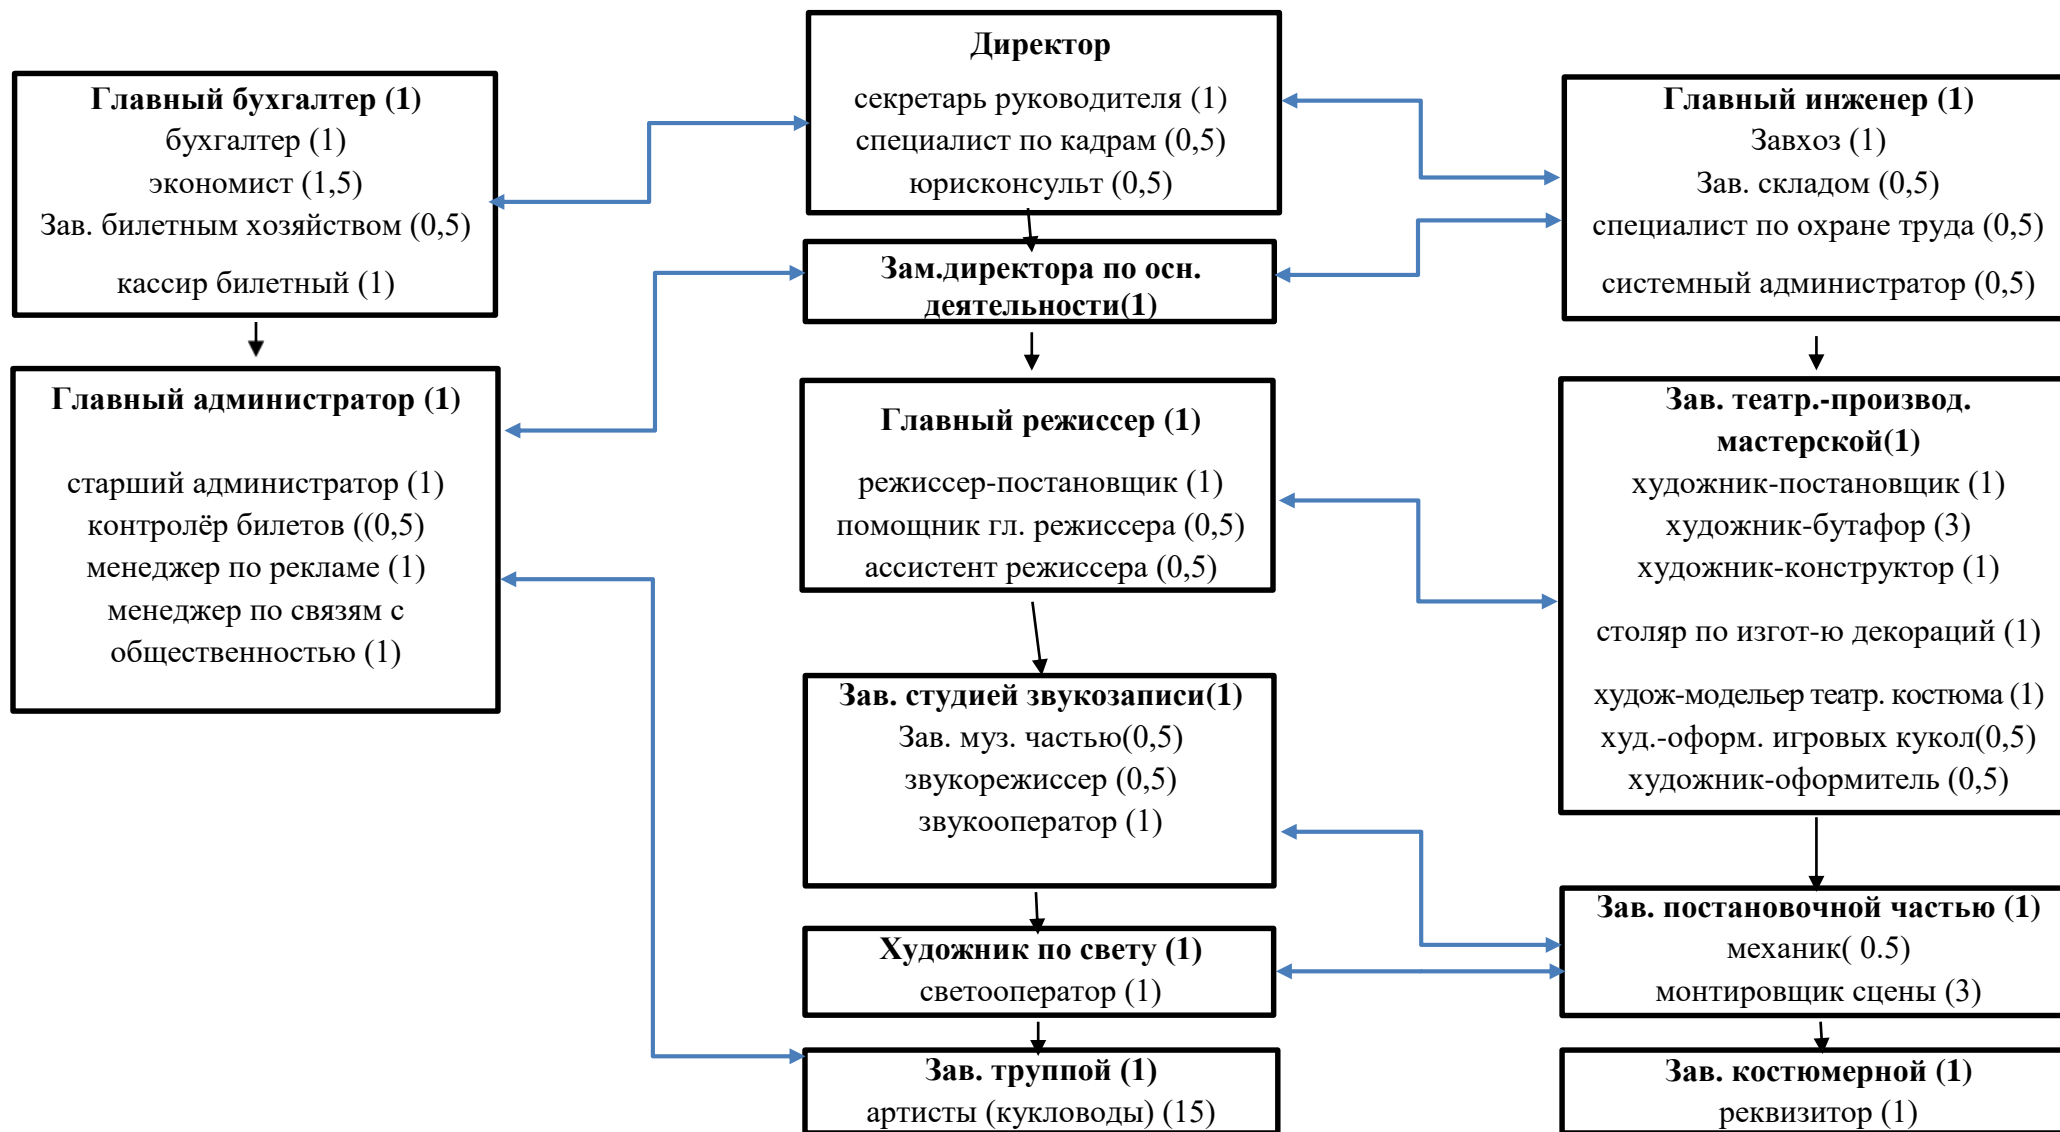 Директор
секретарь руководителя (1)
специалист по кадрам (0,5)
юрисконсульт (0,5)
Главный бухгалтер (1)
бухгалтер (1)
экономист (1,5)
Зав. билетным хозяйством (0,5)
кассир билетный (1)
Главный инженер (1)
Завхоз (1)
Зав. складом (0,5)
специалист по охране труда (0,5)
системный администратор (0,5)
Зам.директора по осн.
деятельности(1)
Главный администратор (1)
старший администратор (1)
контролёр билетов ((0,5)
менеджер по рекламе (1)
менеджер по связям с
общественностью (1)
Главный режиссер (1)
режиссер-постановщик (1)
помощник гл. режиссера (0,5)
ассистент режиссера (0,5)
Зав. театр.-производ.
мастерской(1)
художник-постановщик (1)
художник-бутафор (3)
художник-конструктор (1)
столяр по изгот-ю декораций (1)
худож-модельер театр. костюма (1)
худ.-оформ. игровых кукол(0,5)
художник-оформитель (0,5)
Зав. студией звукозаписи(1)
Зав. муз. частью(0,5)
звукорежиссер (0,5)
звукооператор (1)
Зав. постановочной частью (1)
механик( 0.5)
монтировщик сцены (3)
Художник по свету (1)
светооператор (1)
Зав. труппой (1)
артисты (кукловоды) (15)
Зав. костюмерной (1)
реквизитор (1)